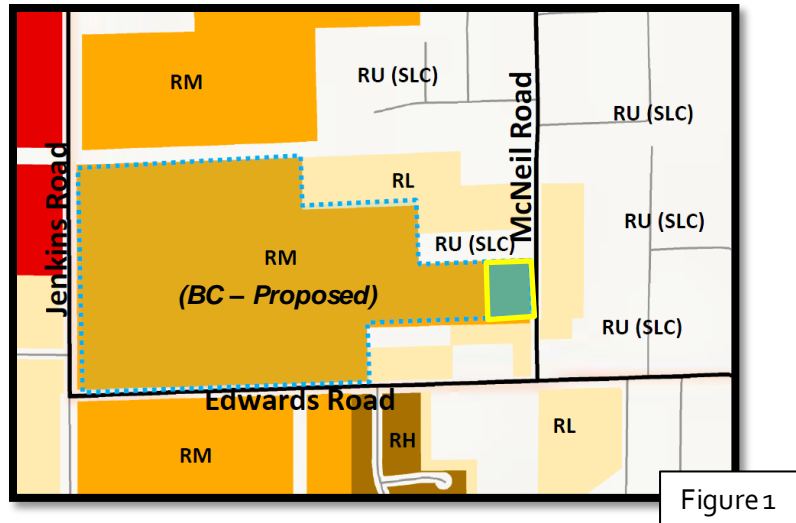 RM
RU (SLC)
McNeil Road
RU (SLC)
Jenkins Road
RL
RU (SLC)
RU (SLC)
RM
(BC – Proposed)
RU (SLC)
Edwards Road
RM
RH
RL
Figure 1